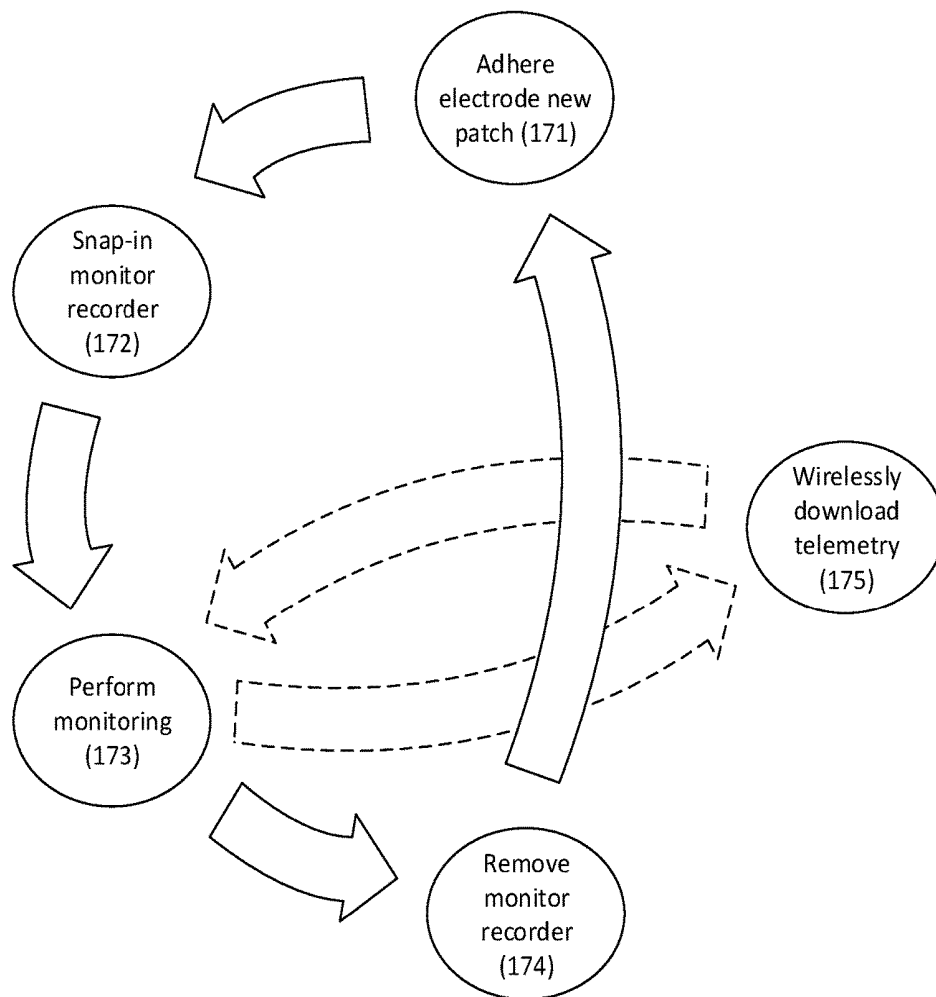 Adhere
electrode new
patch (171)
Snap-in
monitor
recorder
(172)
Wirelessly
download
telemetry
(175)
Perform
monitoring
(173)
Remove
monitor
recorder
(174)